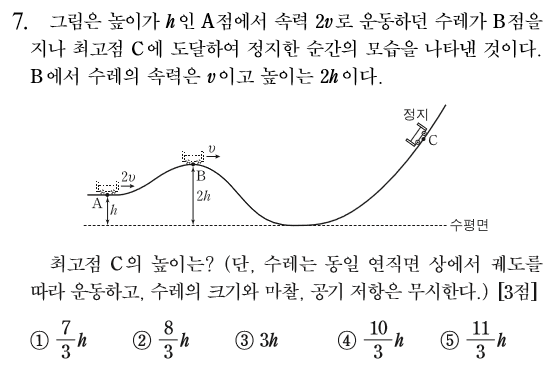 7. 그림은 높이가 h인 A점에서 속력 2v로 운동하던 수레가 B점을
지나 최고점 C에 도달하여 정지한 순간의 모습을 나타낸 것이다.
B에서 수레의 속력은 v이고 높이는 2h이다.
정지
C
v
B
2v
2h
A
h
수평면
최고점 C의 높이는? (단, 수레는 동일 연직면 상에서 궤도를
따라 운동하고, 수레의 크기와 마찰, 공기 저항은 무시한다.) [3점]
① 7/3 h ② 8/3 h ③ 3h ④ 10/3 h ⑤ 11/3 h